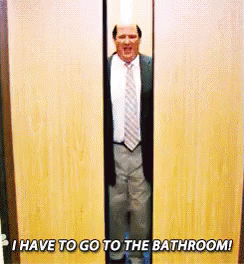 I HAVE TO GO TO THE BATHROOM!